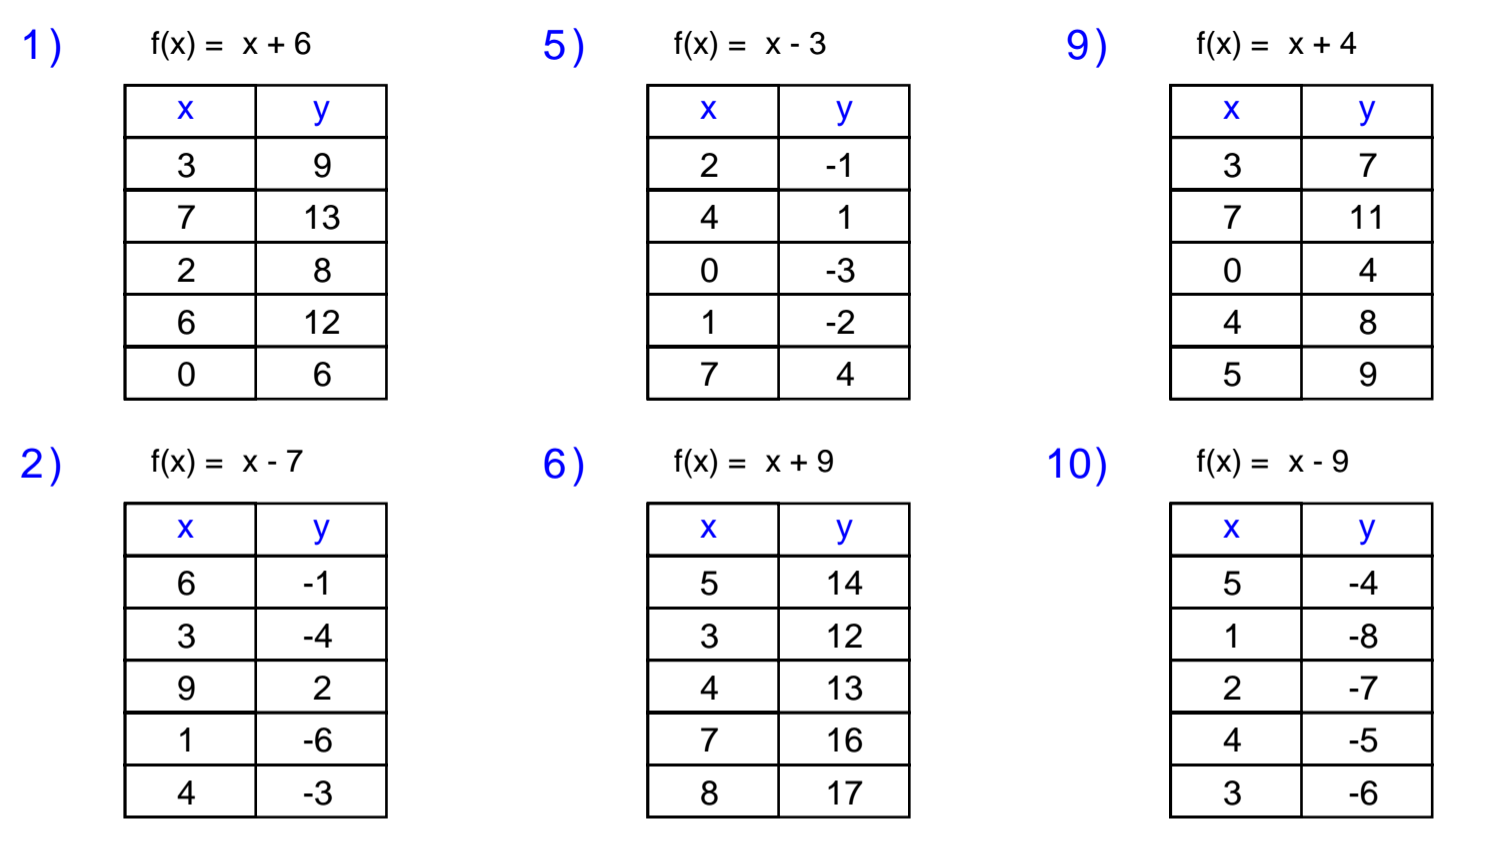 1) f(x) = x + 6
x y
3 9
7 13
2 8
6 12
0 6
5) f(x) = x - 3
x y
2 -1
4 1
0 -3
1 -2
7 4
9) f(x) = x + 4
x y
3 7
7 11
0 4
4 8
5 9
2) f(x) = x - 7
x y
6 -1
3 -4
9 2
1 -6
4 -3
6) f(x) = x + 9
x y
5 14
3 12
4 13
7 16
8 17
10) f(x) = x - 9
x y
5 -4
1 -8
2 -7
4 -5
3 -6